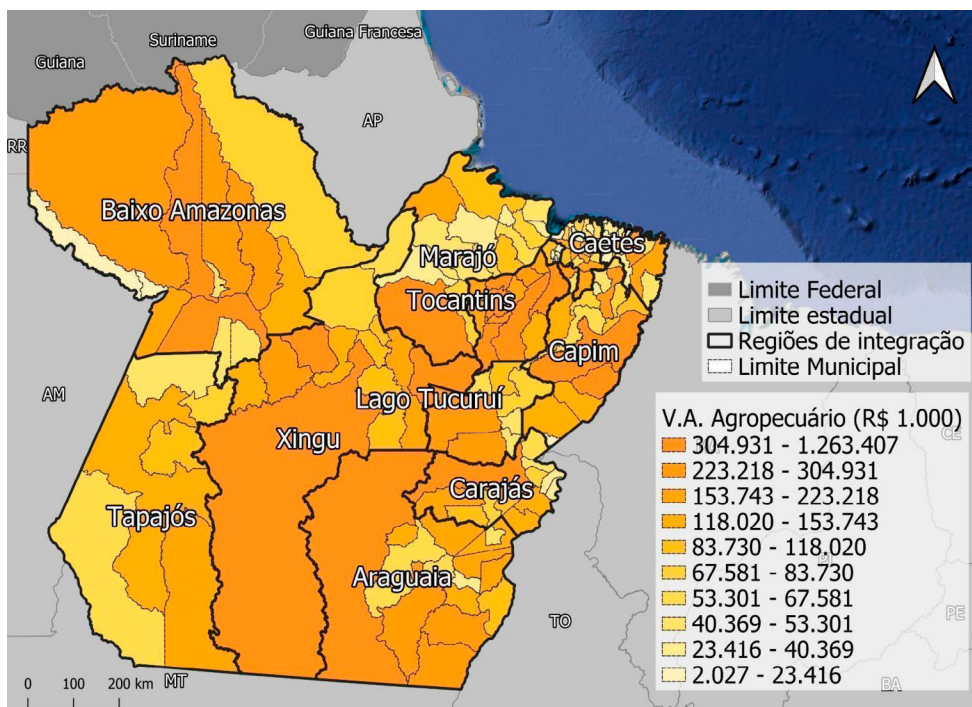 Suriname
Guiana Francesa
Guiana
AP
RR
Baixo Amazonas
Marajó
Caetés
Tocantins
Capim
AM
Lago Tucuruí
Xingu
Carajás
Tapajós
Araguaia
TO
MT
CE
PI
PE
BA
Limite Federal
Limite estadual
Regiões de integração
Limite Municipal
V.A. Agropecuário (R$ 1.000)
304.931 - 1.263.407
223.218 - 304.931
153.743 - 223.218
118.020 - 153.743
83.730 - 118.020
67.581 - 83.730
53.301 - 67.581
40.369 - 53.301
23.416 - 40.369
2.027 - 23.416
0 100 200 km